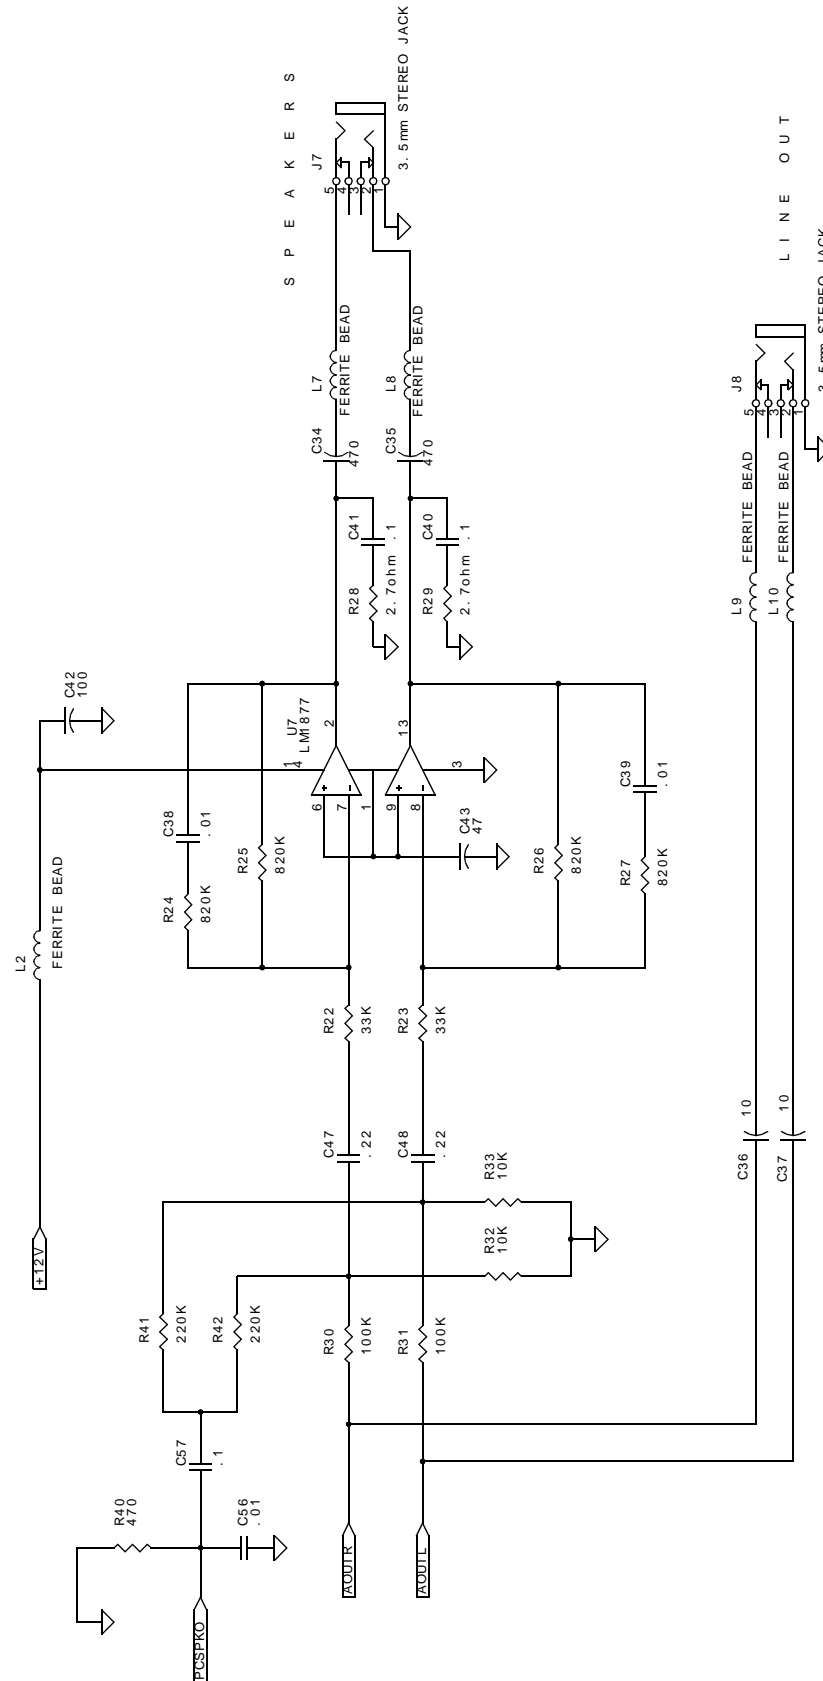 S P E A K E R S
J7
3.5mm STEREO JACK
5
4
3
2
1
L I N E   O U T
J8
3.5mm STEREO JACK
5
4
3
2
1
L7
FERRITE BEAD
L8
FERRITE BEAD
C34
470
C35
470
C41
.1
C40
.1
R28
2.7ohm
R29
2.7ohm
L9
FERRITE BEAD
L10
FERRITE BEAD
C42
100
U7
LM1877
14
2
6
7
1
13
9
8
3
C43
47
C38
.01
R24
820K
R25
820K
R26
820K
C39
.01
R27
820K
L2
FERRITE BEAD
+12V
R22
33K
R23
33K
C47
.22
C48
.22
R33
10K
R32
10K
C36
10
C37
10
R41
220K
R42
220K
R30
100K
R31
100K
C57
.1
R40
470
C56
.01
PCSPKO
AOUTR
AOUTL